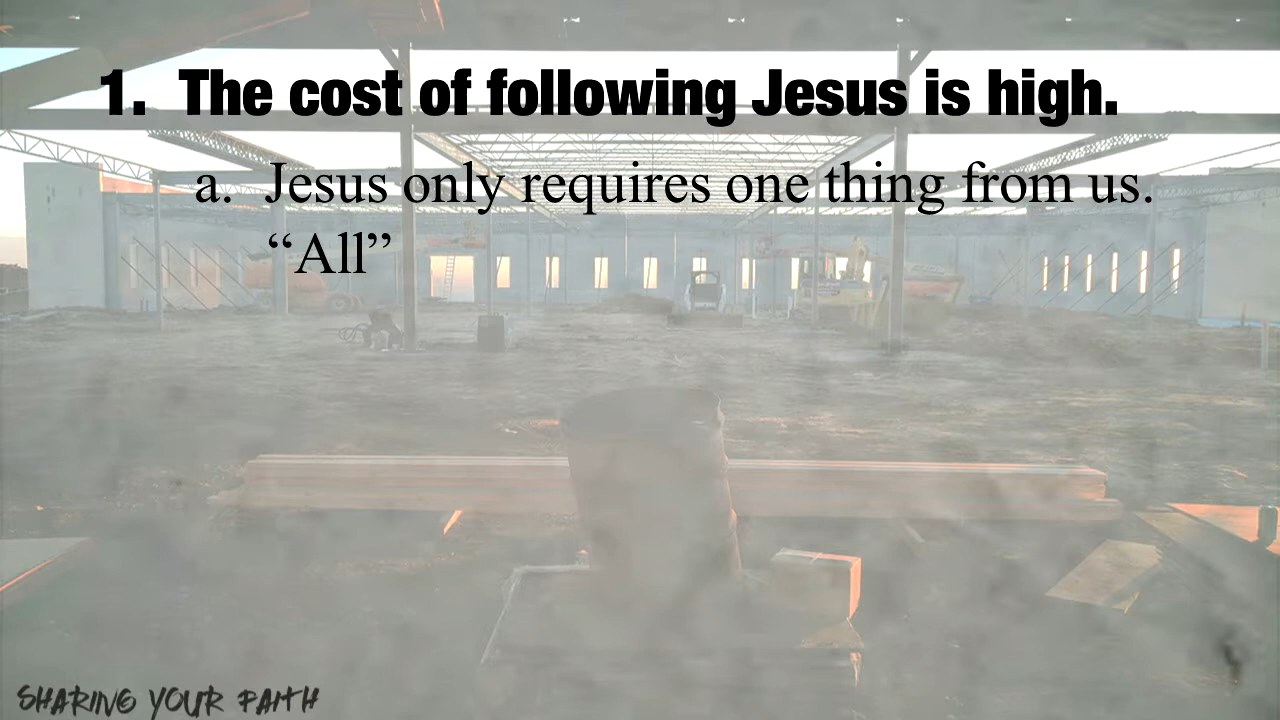 1. The cost of following Jesus is high.
a. Jesus only requires one thing from us.
“All”
SHARING YOUR FAITH